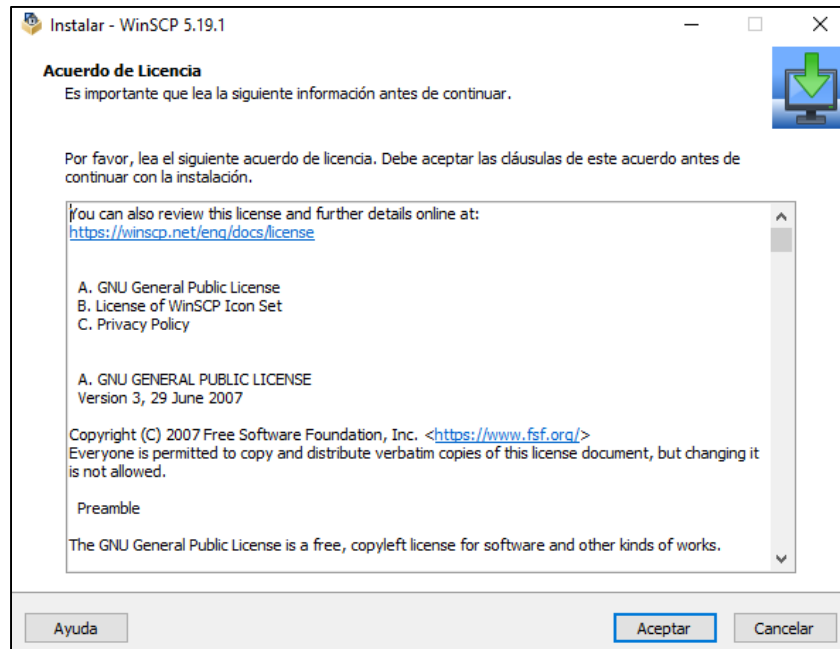 Instalar - WinSCP 5.19.1
Acuerdo de Licencia
Es importante que lea la siguiente información antes de continuar.
Por favor, lea el siguiente acuerdo de licencia. Debe aceptar las cláusulas de este acuerdo antes de
continuar con la instalación.
You can also review this license and further details online at:
https://winscp.net/eng/docs/license
A. GNU General Public License
B. License of WinSCP Icon Set
C. Privacy Policy
A. GNU GENERAL PUBLIC LICENSE
Version 3, 29 June 2007
Copyright (C) 2007 Free Software Foundation, Inc. <https://www.fsf.org/>
Everyone is permitted to copy and distribute verbatim copies of this license document, but changing it
is not allowed.
Preamble
The GNU General Public License is a free, copyleft license for software and other kinds of works.
Ayuda
Aceptar
Cancelar